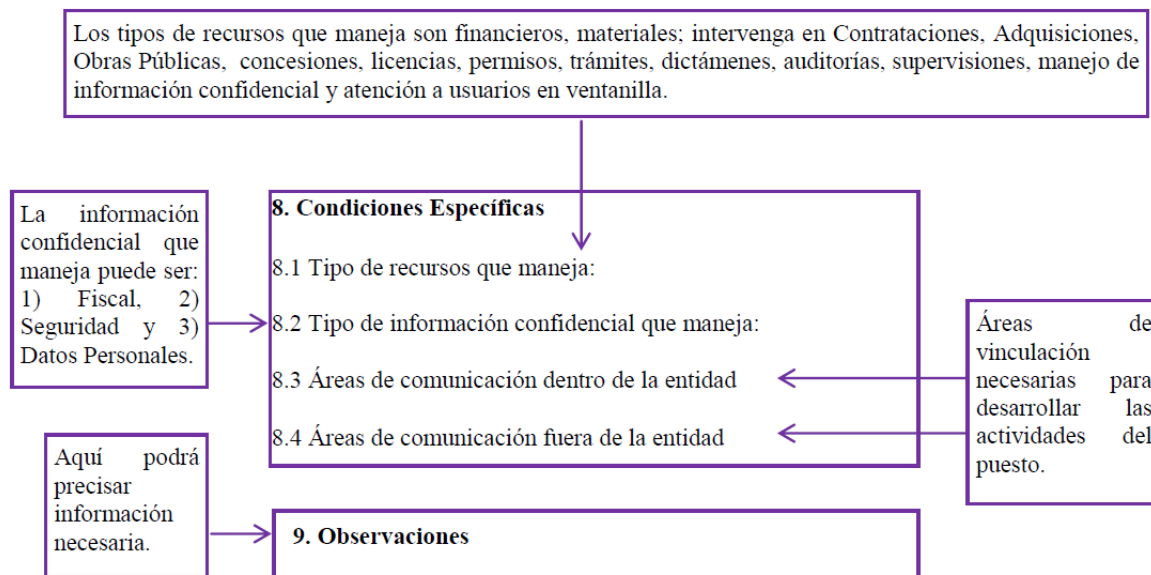 Los tipos de recursos que maneja son financieros, materiales; intervenga en Contrataciones, Adquisiciones,
Obras Públicas, concesiones, licencias, permisos, trámites, dictámenes, auditorías, supervisiones, manejo de
información confidencial y atención a usuarios en ventanilla.
La información
confidencial que
maneja puede ser:
1) Fiscal, 2)
Seguridad y 3)
Datos Personales.
8. Condiciones Específicas
8.1 Tipo de recursos que maneja:
8.2 Tipo de información confidencial que maneja:
8.3 Áreas de comunicación dentro de la entidad
8.4 Áreas de comunicación fuera de la entidad
Áreas de
vinculación
necesarias para
desarrollar las
actividades del
puesto.
Aquí podrá
precisar
información
necesaria.
9. Observaciones